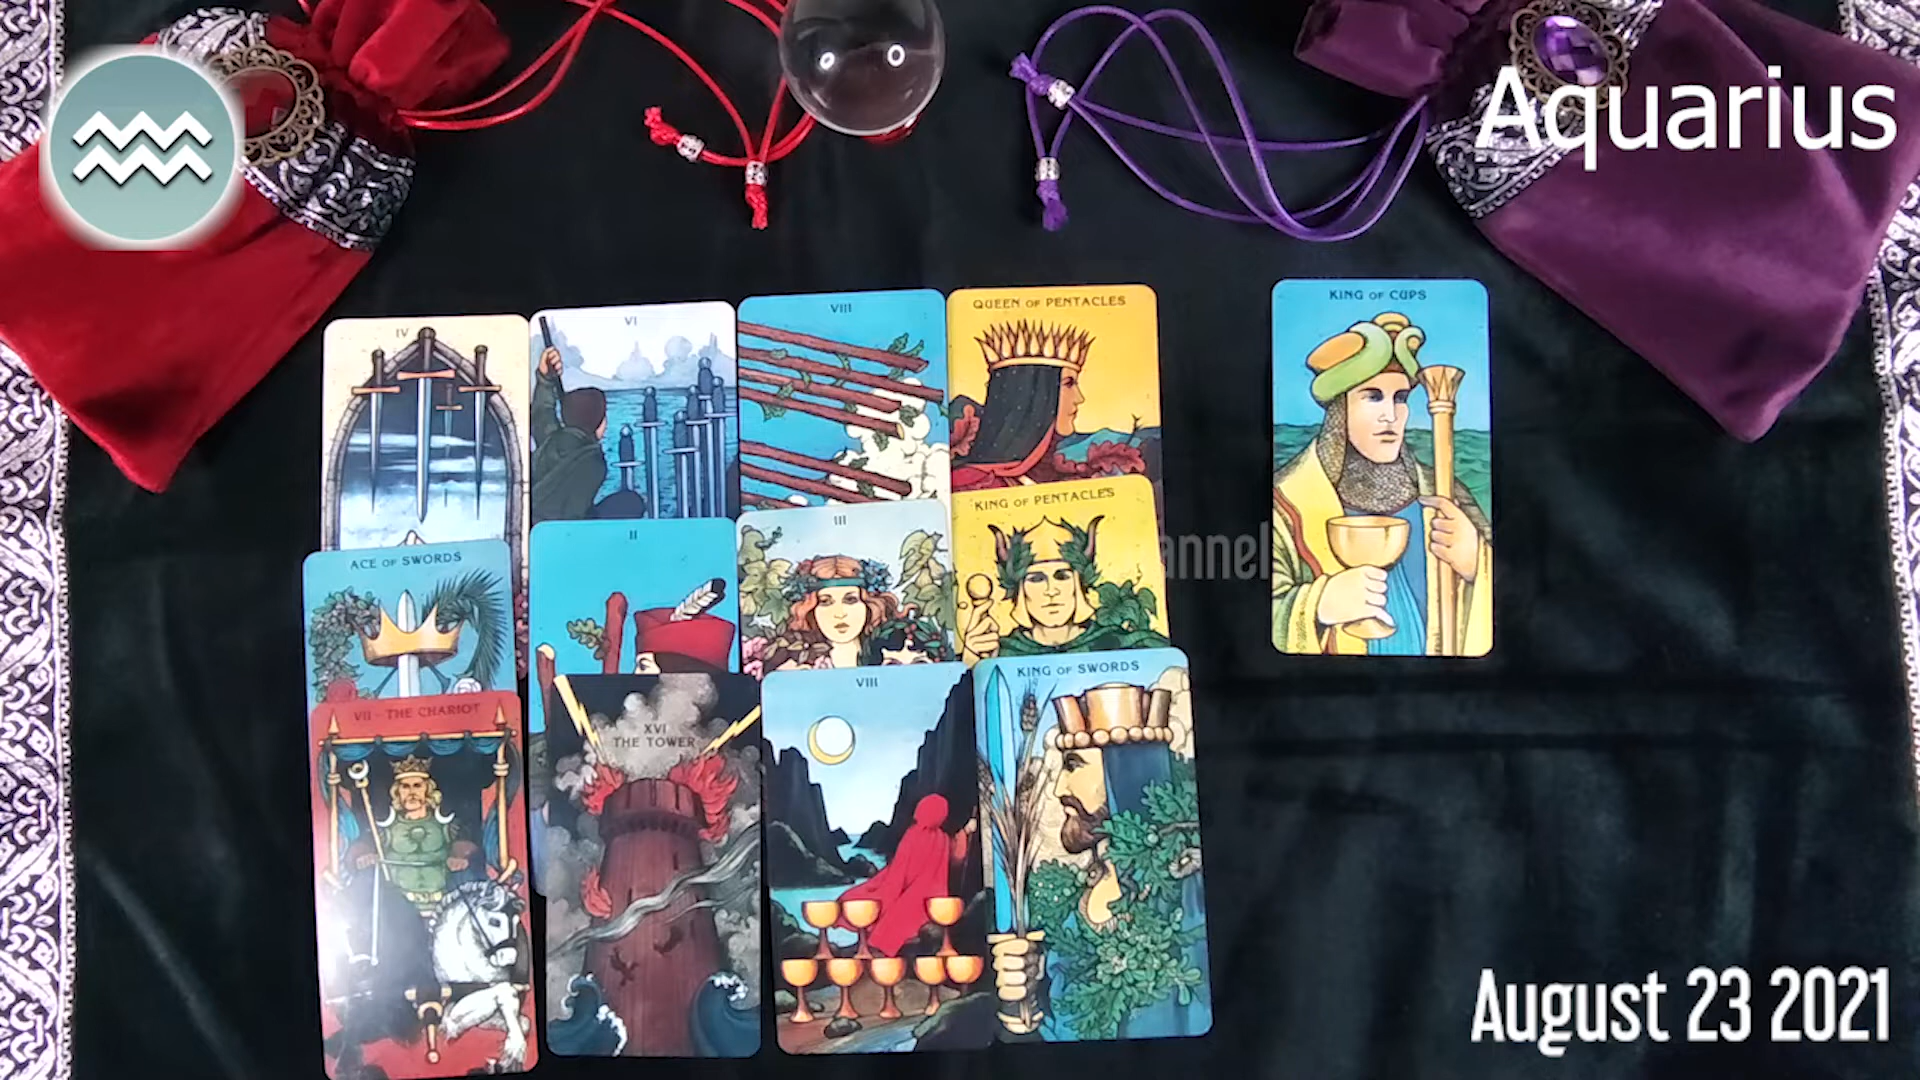 Aquarius
IV
VI
VIII
QUEEN OF PENTACLES
KING OF CUPS
ACE OF SWORDS
II
III
KING OF PENTACLES
annel
VII - THE CHARIOT
XVI
THE TOWER
VIII
KING OF SWORDS
August 23 2021